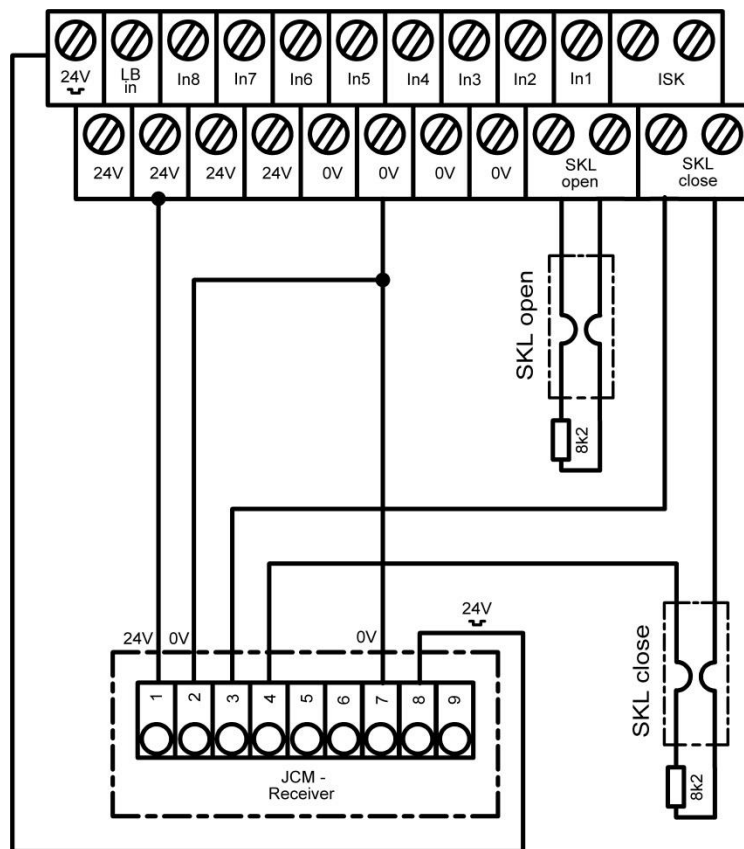 24V
LB in
In8
In7
In6
In5
In4
In3
In2
In1
ISK
24V
24V
24V
24V
0V
0V
0V
0V
SKL open
SKL close
SKL open
8k2
24V
0V
0V
24V
SKL close
1
2
3
4
5
6
7
8
9
JCM -
Receiver
8k2